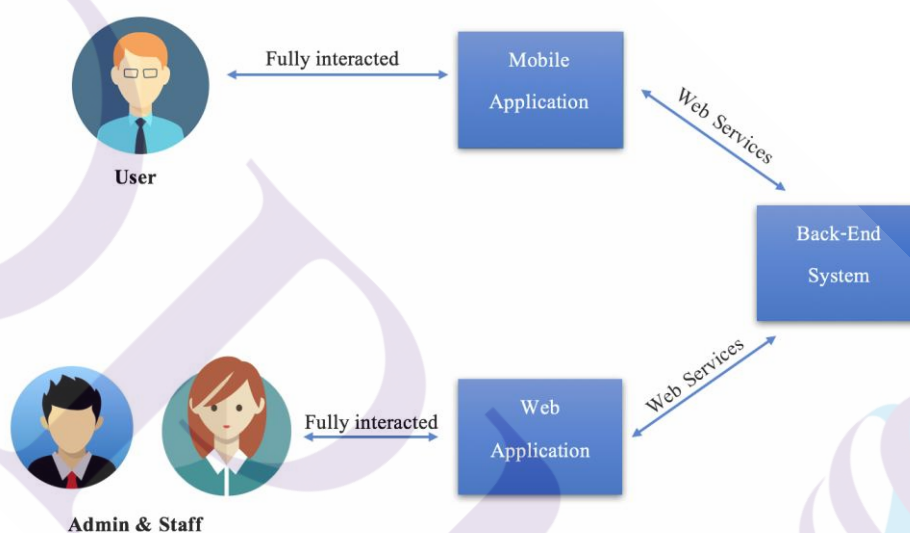 Fully interacted
Mobile
Application
User
Web Services
Back-End
System
Web Services
Fully interacted
Web
Application
Admin & Staff